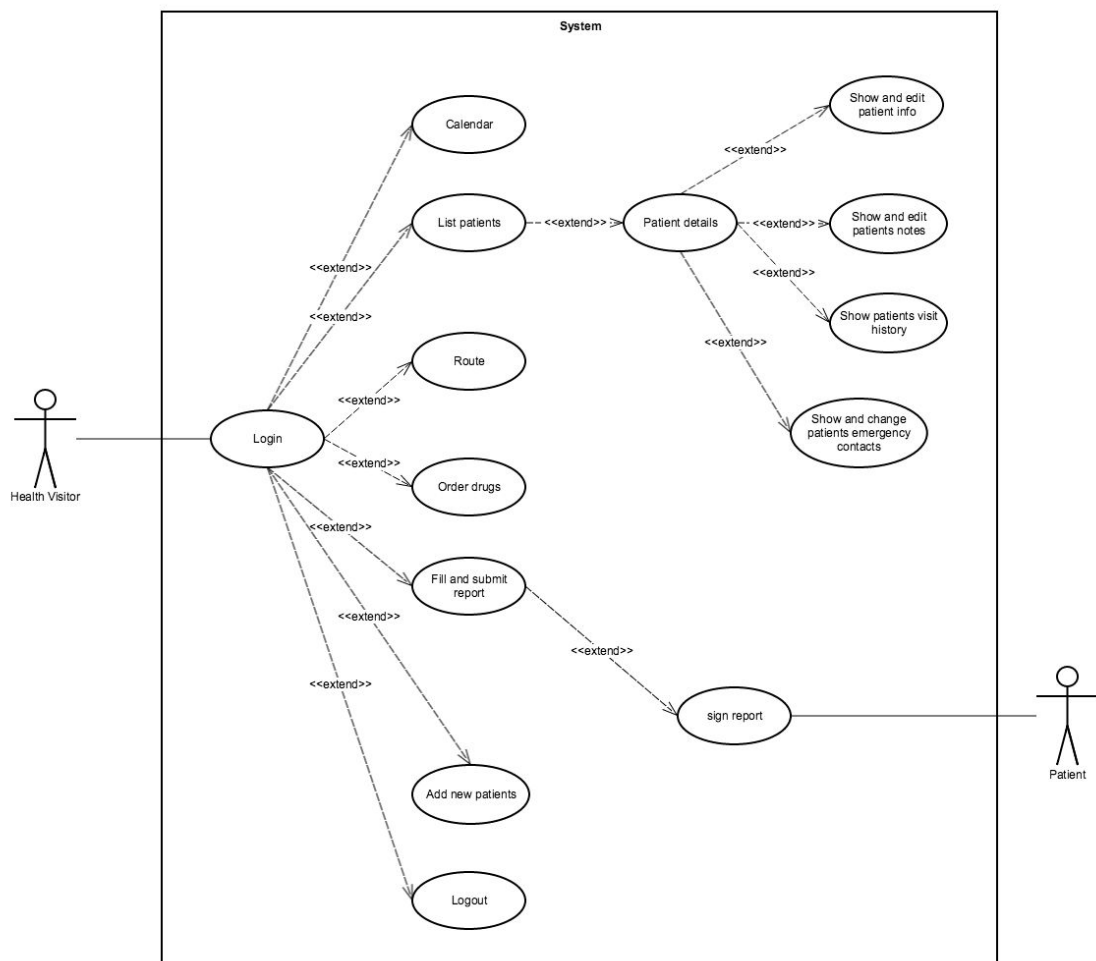 System
Calendar
Show and edit
patient info
<<extend>>
List patients
<<extend>>
Patient details
<<extend>>
Show and edit
patients notes
<<extend>>
<<extend>>
<<extend>>
Show patients visit
history
<<extend>>
Route
<<extend>>
Login
Show and change
patients emergency
contacts
<<extend>>
Order drugs
Health Visitor
<<extend>>
Fill and submit
report
<<extend>>
<<extend>>
<<extend>>
sign report
Patient
Add new patients
Logout